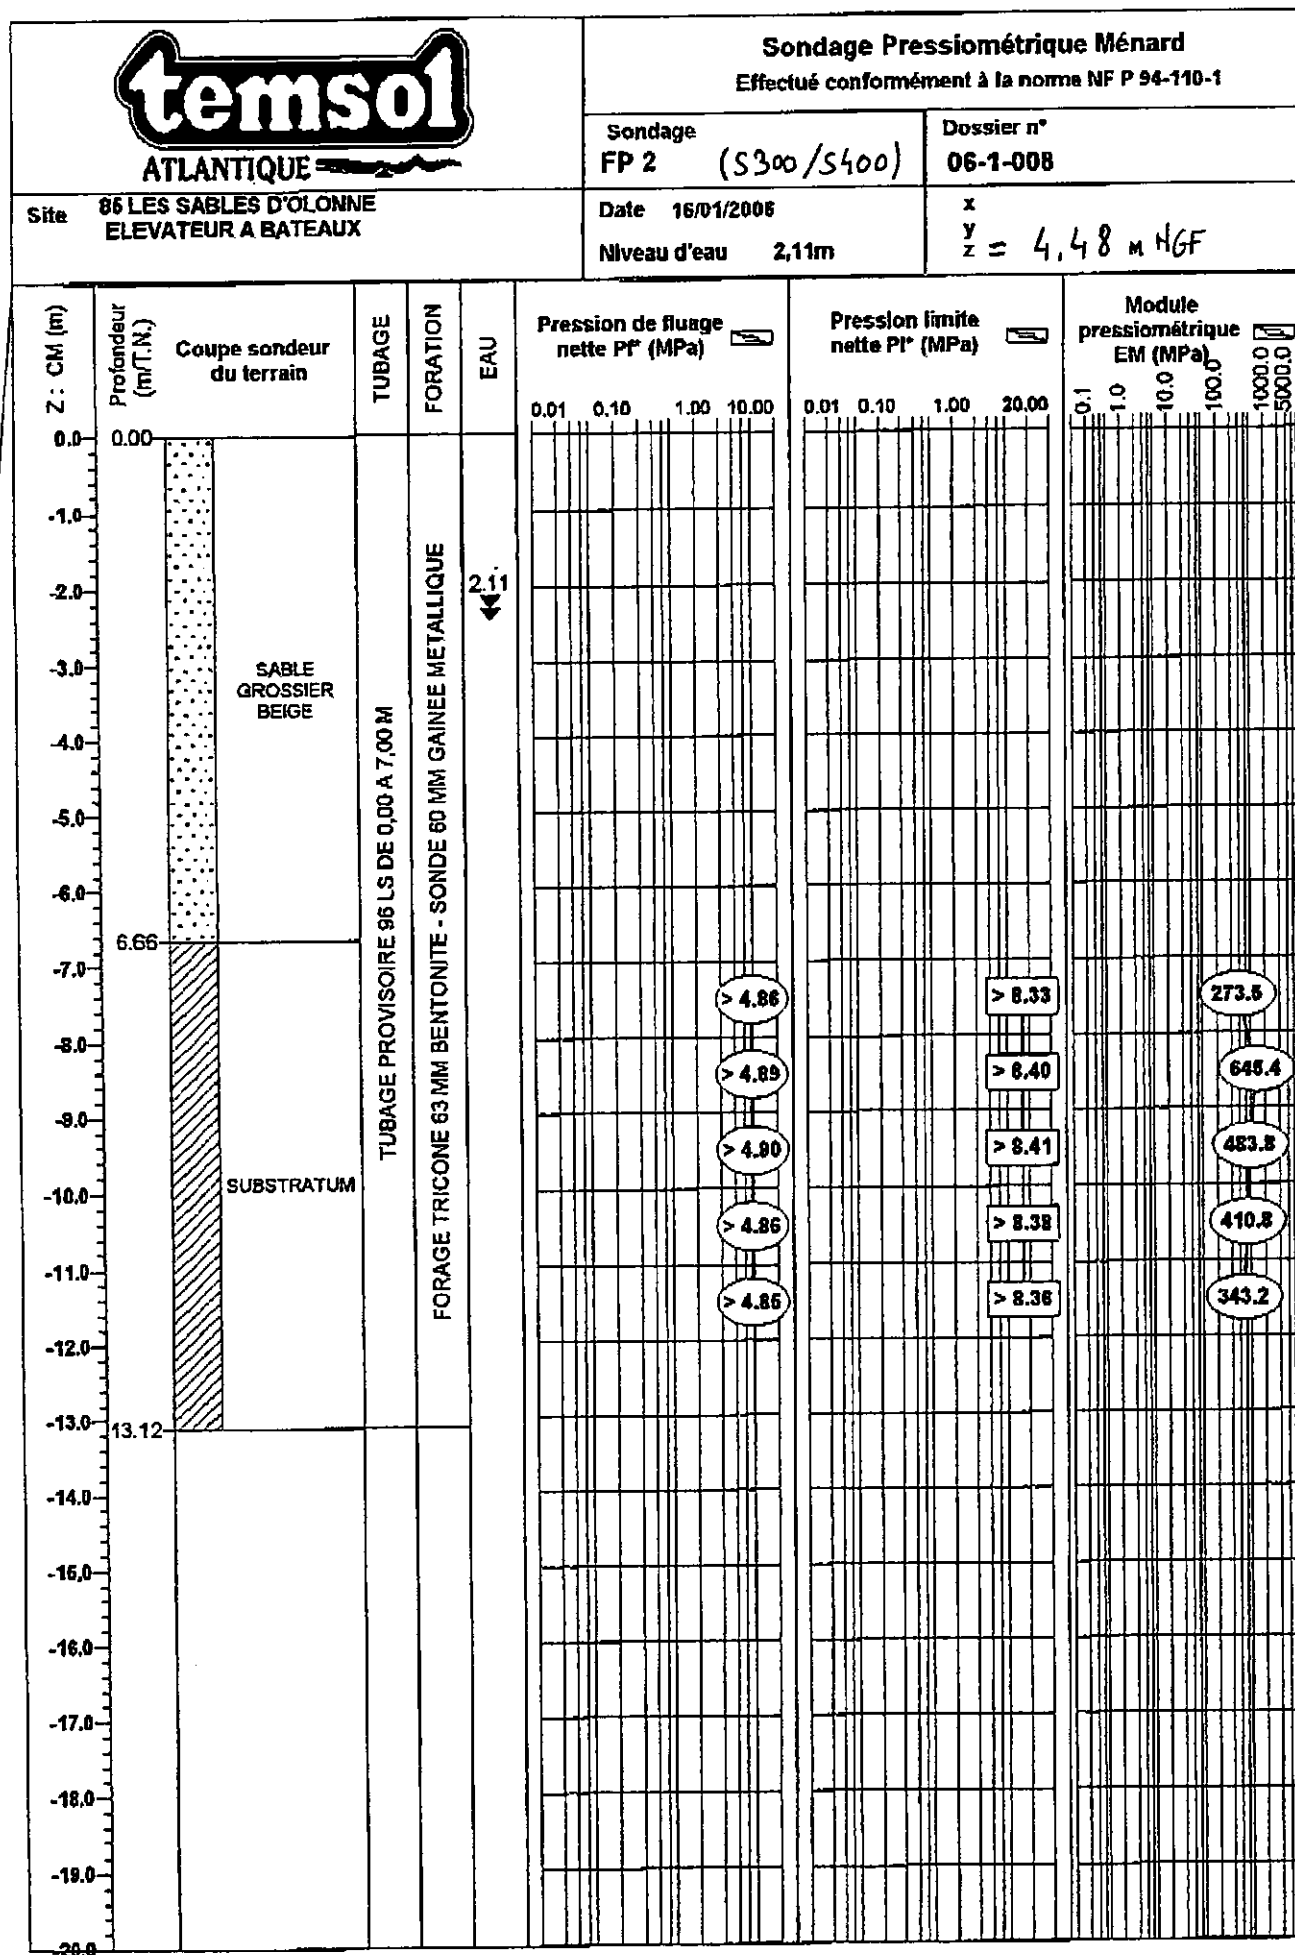 temsol
ATLANTIQUE
Sondage Pressiométrique Ménard
Effectué conformément à la norme NF P 94-110-1
Sondage
FP 2 (S300/S400)
Dossier n°
06-1-008
Site 85 LES SABLES D'OLONNE
ELEVATEUR A BATEAUX
Date 16/01/2006
Niveau d'eau 2,11m
x
y
z = 4,48 m NGF
Z : CM (m)
Profondeur
(m/T.N.)
Coupe sondeur
du terrain
TUBAGE
FORATION
EAU
Pression de fluage
nette Pf* (MPa)
Pression limite
nette Pl* (MPa)
Module
pressiométrique
EM (MPa)
0.01 0.10 1.00 10.00
0.01 0.10 1.00 20.00
0.1 1.0 10.0 100.0 1000.0 5000.0
0.0
0.00
-1.0
-2.0
2.11
-3.0
SABLE
GROSSIER
BEIGE
-4.0
-5.0
-6.0
6.66
-7.0
TUBAGE PROVISOIRE 96 LS DE 0,00 A 7,00 M
FORAGE TRICONE 63 MM BENTONITE - SONDE 60 MM GAINEE METALLIQUE
> 4.86 > 8.33 273.5
-8.0
> 4.89 > 8.40 645.4
-9.0
> 4.90 > 8.41 483.8
-10.0
SUBSTRATUM
> 4.86 > 8.38 410.8
-11.0
> 4.85 > 8.36 343.2
-12.0
-13.0
13.12
-14.0
-15.0
-16.0
-17.0
-18.0
-19.0
-20.0